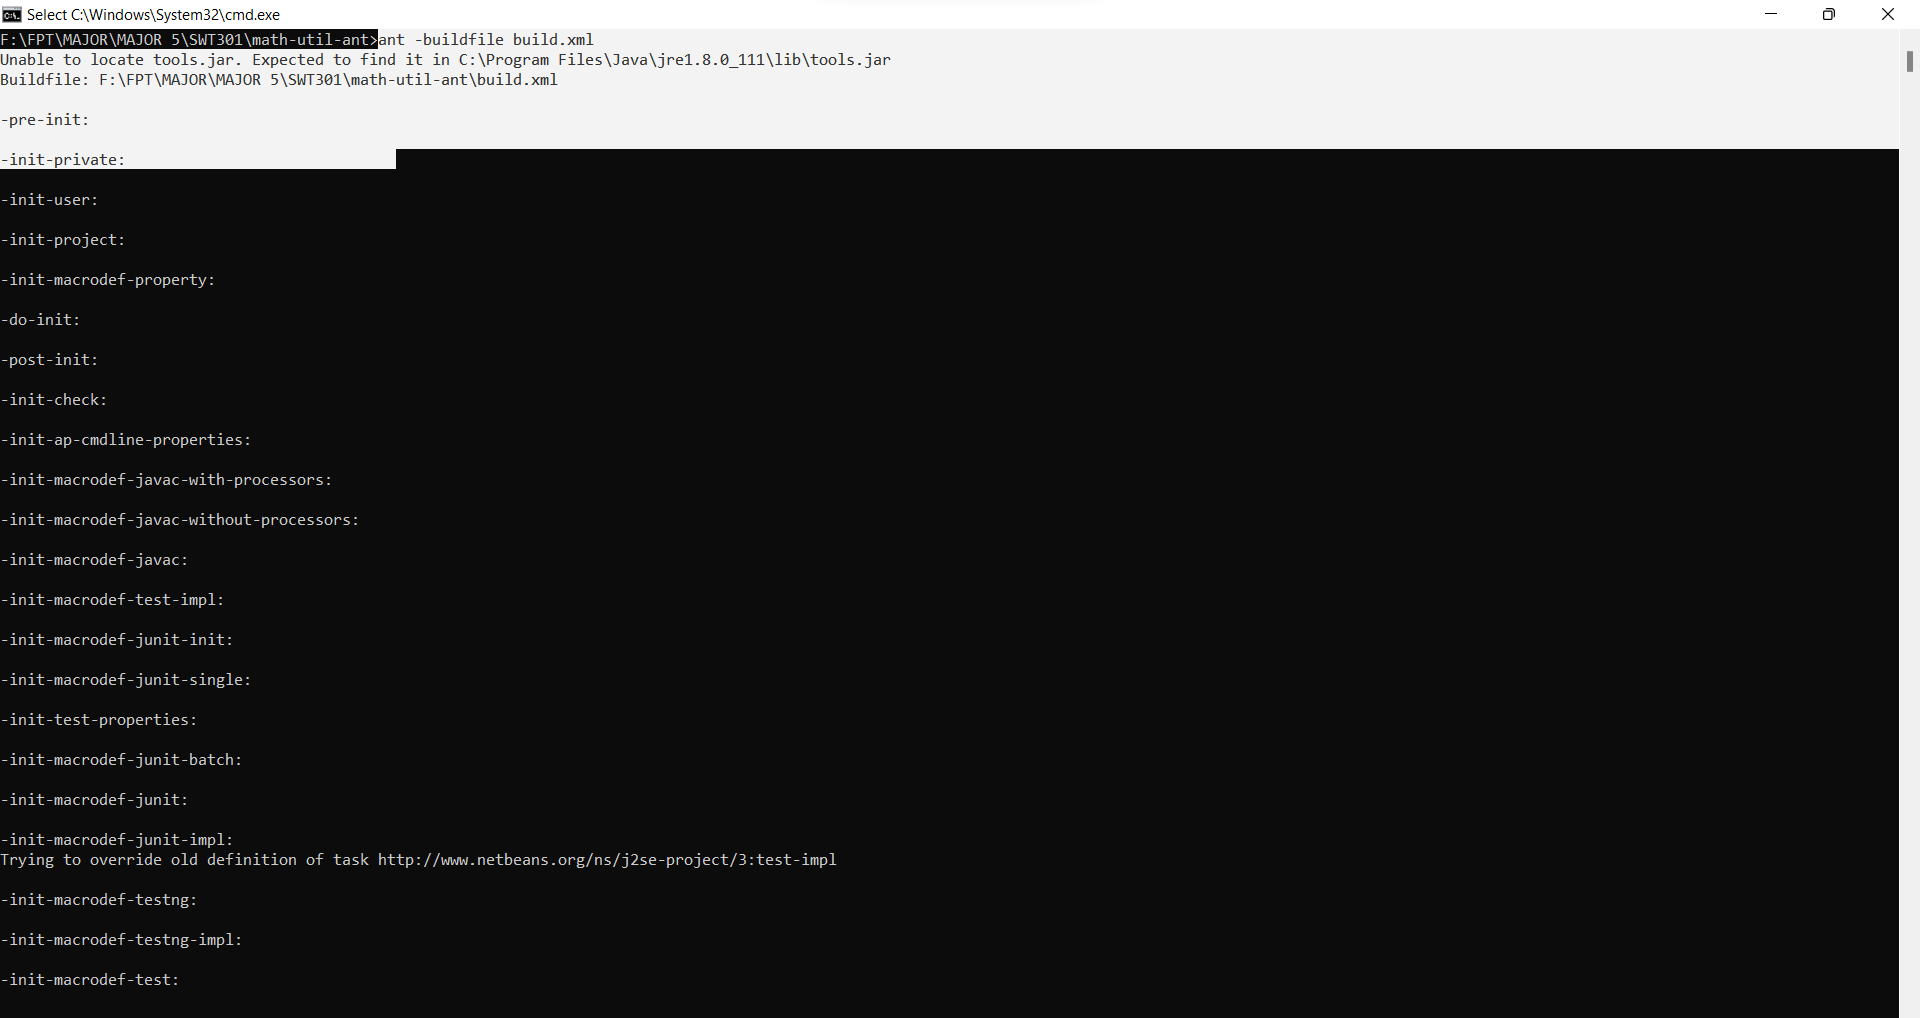 Select C:\Windows\System32\cmd.exe
F:\FPT\MAJOR\MAJOR 5\SWT301\math-util-ant>ant -buildfile build.xml
Unable to locate tools.jar. Expected to find it in C:\Program Files\Java\jre1.8.0_111\lib\tools.jar
Buildfile: F:\FPT\MAJOR\MAJOR 5\SWT301\math-util-ant\build.xml
-pre-init:
-init-private:
-init-user:
-init-project:
-init-macrodef-property:
-do-init:
-post-init:
-init-check:
-init-ap-cmdline-properties:
-init-macrodef-javac-with-processors:
-init-macrodef-javac-without-processors:
-init-macrodef-javac:
-init-macrodef-test-impl:
-init-macrodef-junit-init:
-init-macrodef-junit-single:
-init-test-properties:
-init-macrodef-junit-batch:
-init-macrodef-junit:
-init-macrodef-junit-impl:
Trying to override old definition of task http://www.netbeans.org/ns/j2se-project/3:test-impl
-init-macrodef-testng:
-init-macrodef-testng-impl:
-init-macrodef-test: